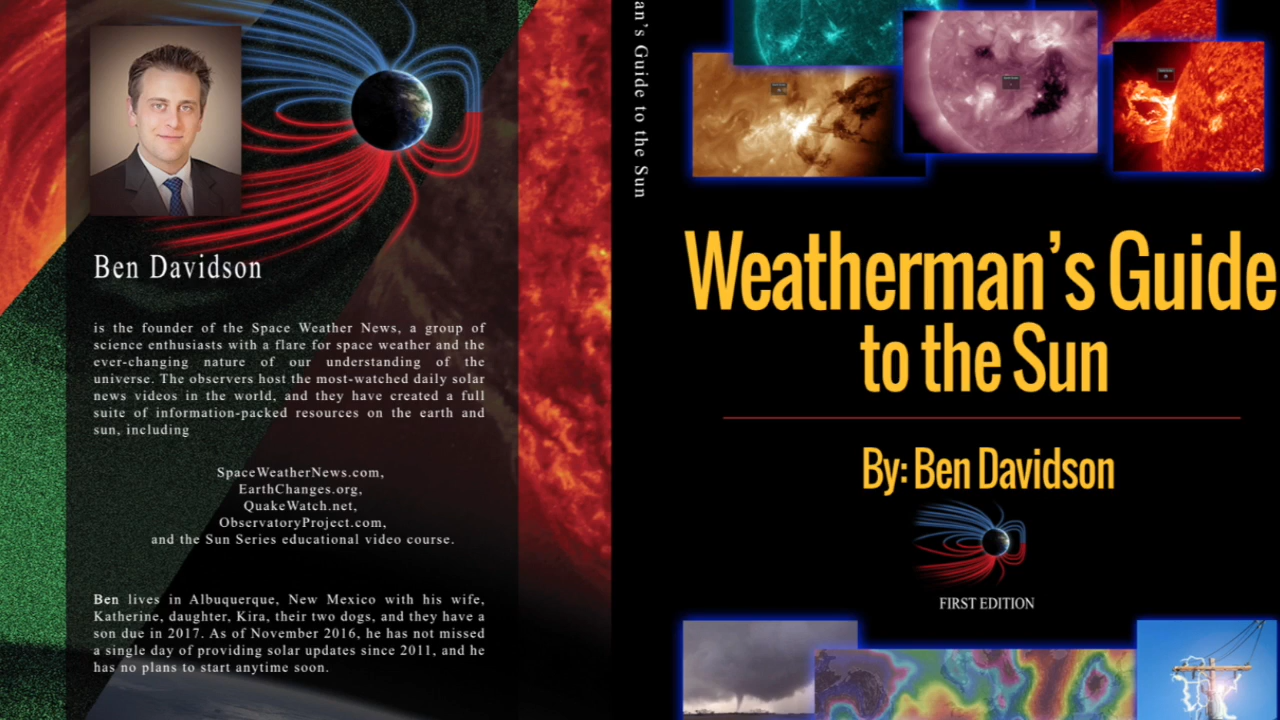 Ben Davidson
is the founder of the Space Weather News, a group of
science enthusiasts with a flare for space weather and the
ever-changing nature of our understanding of the
universe. The observers host the most-watched daily solar
news videos in the world, and they have created a full
suite of information-packed resources on the earth and
sun, including
SpaceWeatherNews.com,
EarthChanges.org,
QuakeWatch.net,
ObservatoryProject.com,
and the Sun Series educational video course.
Ben lives in Albuquerque, New Mexico with his wife,
Katherine, daughter, Kira, their two dogs, and they have a
son due in 2017. As of November 2016, he has not missed
a single day of providing solar updates since 2011, and he
has no plans to start anytime soon.
an's Guide to the Sun
Weatherman's Guide
to the Sun
By: Ben Davidson
FIRST EDITION